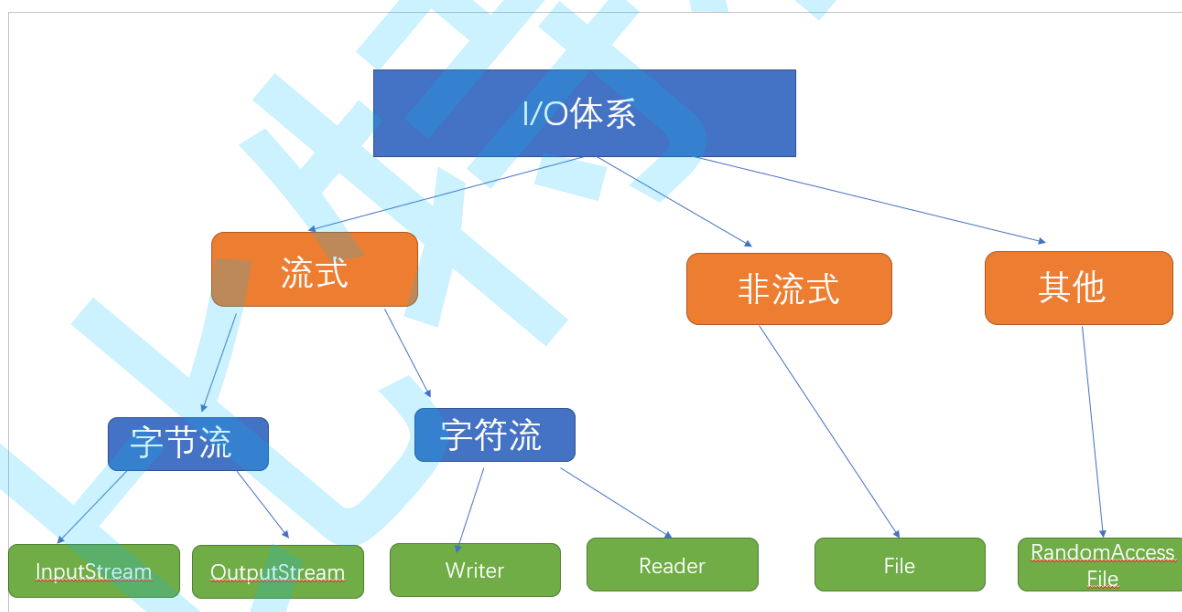 I/O体系
流式
非流式
其他
字节流
字符流
InputStream
OutputStream
Writer
Reader
File
RandomAccess
File